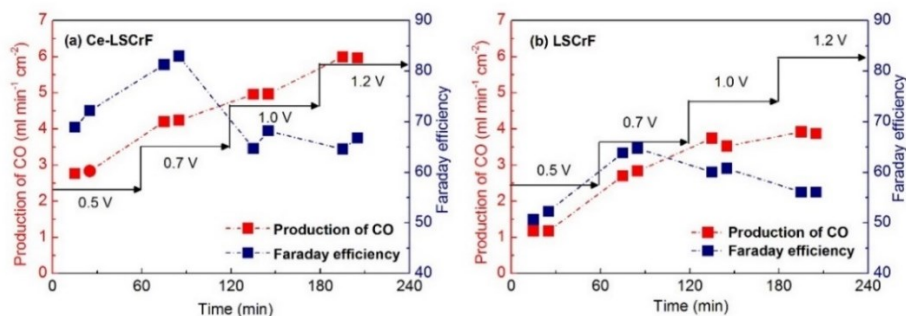 (a) Ce-LSCrF
Production of CO (ml min⁻¹ cm⁻²)
7
6
5
4
3
2
1
0
0.5 V
0.7 V
1.0 V
1.2 V
Production of CO
Faraday efficiency
90
80
70
60
50
40
Faraday efficiency
0 60 120 180 240
Time (min)
(b) LSCrF
Production of CO (ml min⁻¹ cm⁻²)
7
6
5
4
3
2
1
0
0.5 V
0.7 V
1.0 V
1.2 V
Production of CO
Faraday efficiency
90
80
70
60
50
40
Faraday efficiency
0 60 120 180 240
Time (min)